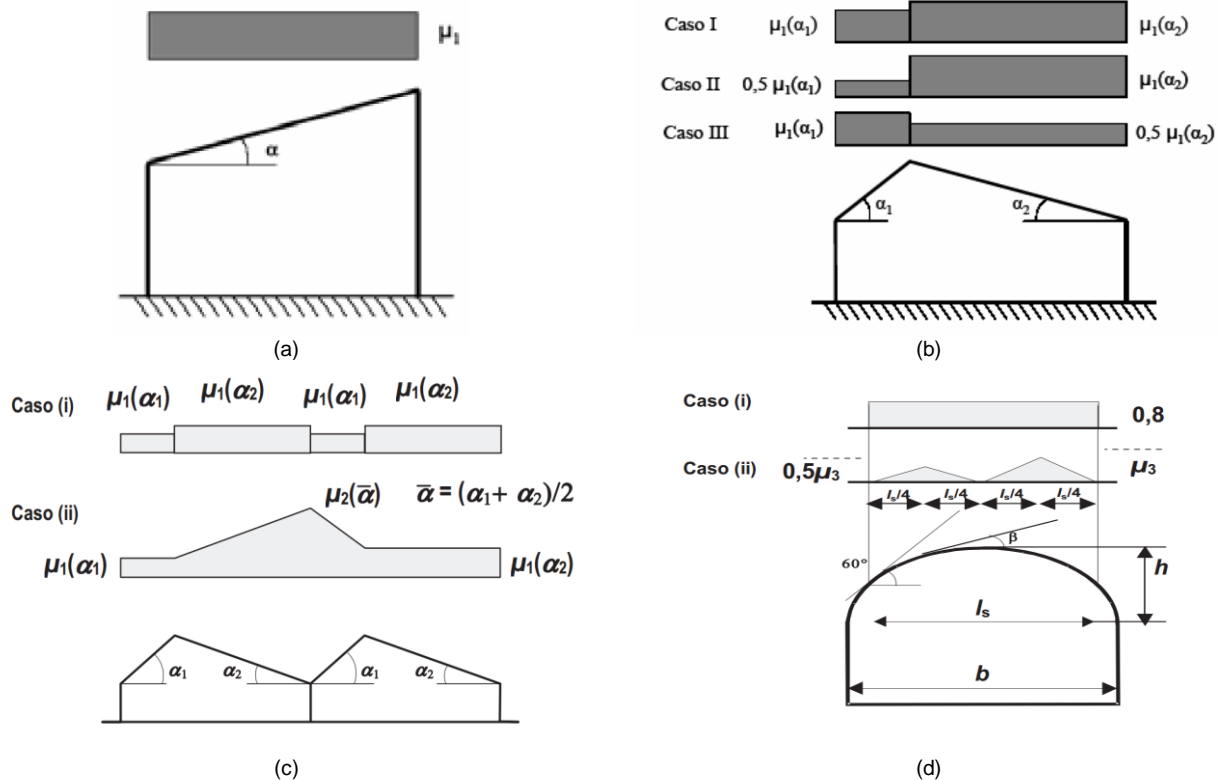 μ₁
α
(a)
Caso I μ₁(α₁) μ₁(α₂)
Caso II 0,5 μ₁(α₁) μ₁(α₂)
Caso III μ₁(α₁) 0,5 μ₁(α₂)
α₁ α₂
(b)
μ₁(α₁) μ₁(α₂) μ₁(α₁) μ₁(α₂)
Caso (i)
μ₂(ᾱ) ᾱ = (α₁+ α₂)/2
Caso (ii)
μ₁(α₁) μ₁(α₂)
α₁ α₂ α₁ α₂
(c)
Caso (i) 0,8
Caso (ii) 0,5μ₃ μ₃
lₛ/4 lₛ/4 lₛ/4 lₛ/4
β
60° h
lₛ
b
(d)